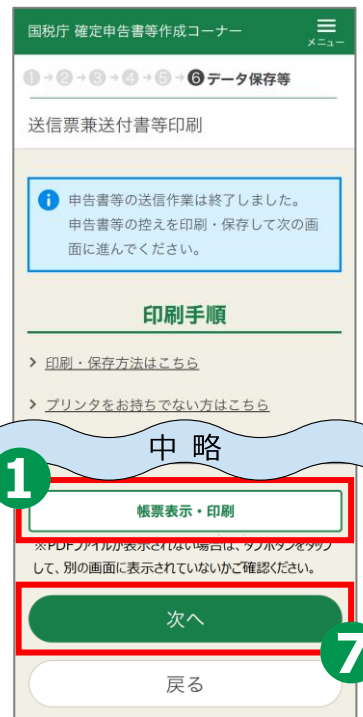 国税庁 確定申告書等作成コーナー
メニュー
1→2→3→4→5→6データ保存等
送信票兼送付書等印刷
i 申告書等の送信作業は終了しました。
申告書等の控えを印刷・保存して次の画
面に進んでください。
印刷手順
> 印刷・保存方法はこちら
> プリンタをお持ちでない方はこちら
中 略
1
帳票表示・印刷
※PDFファイルが表示されない場合は、タブボタンをタップ
して、別の画面に表示されていないかご確認ください。
次へ
7
戻る